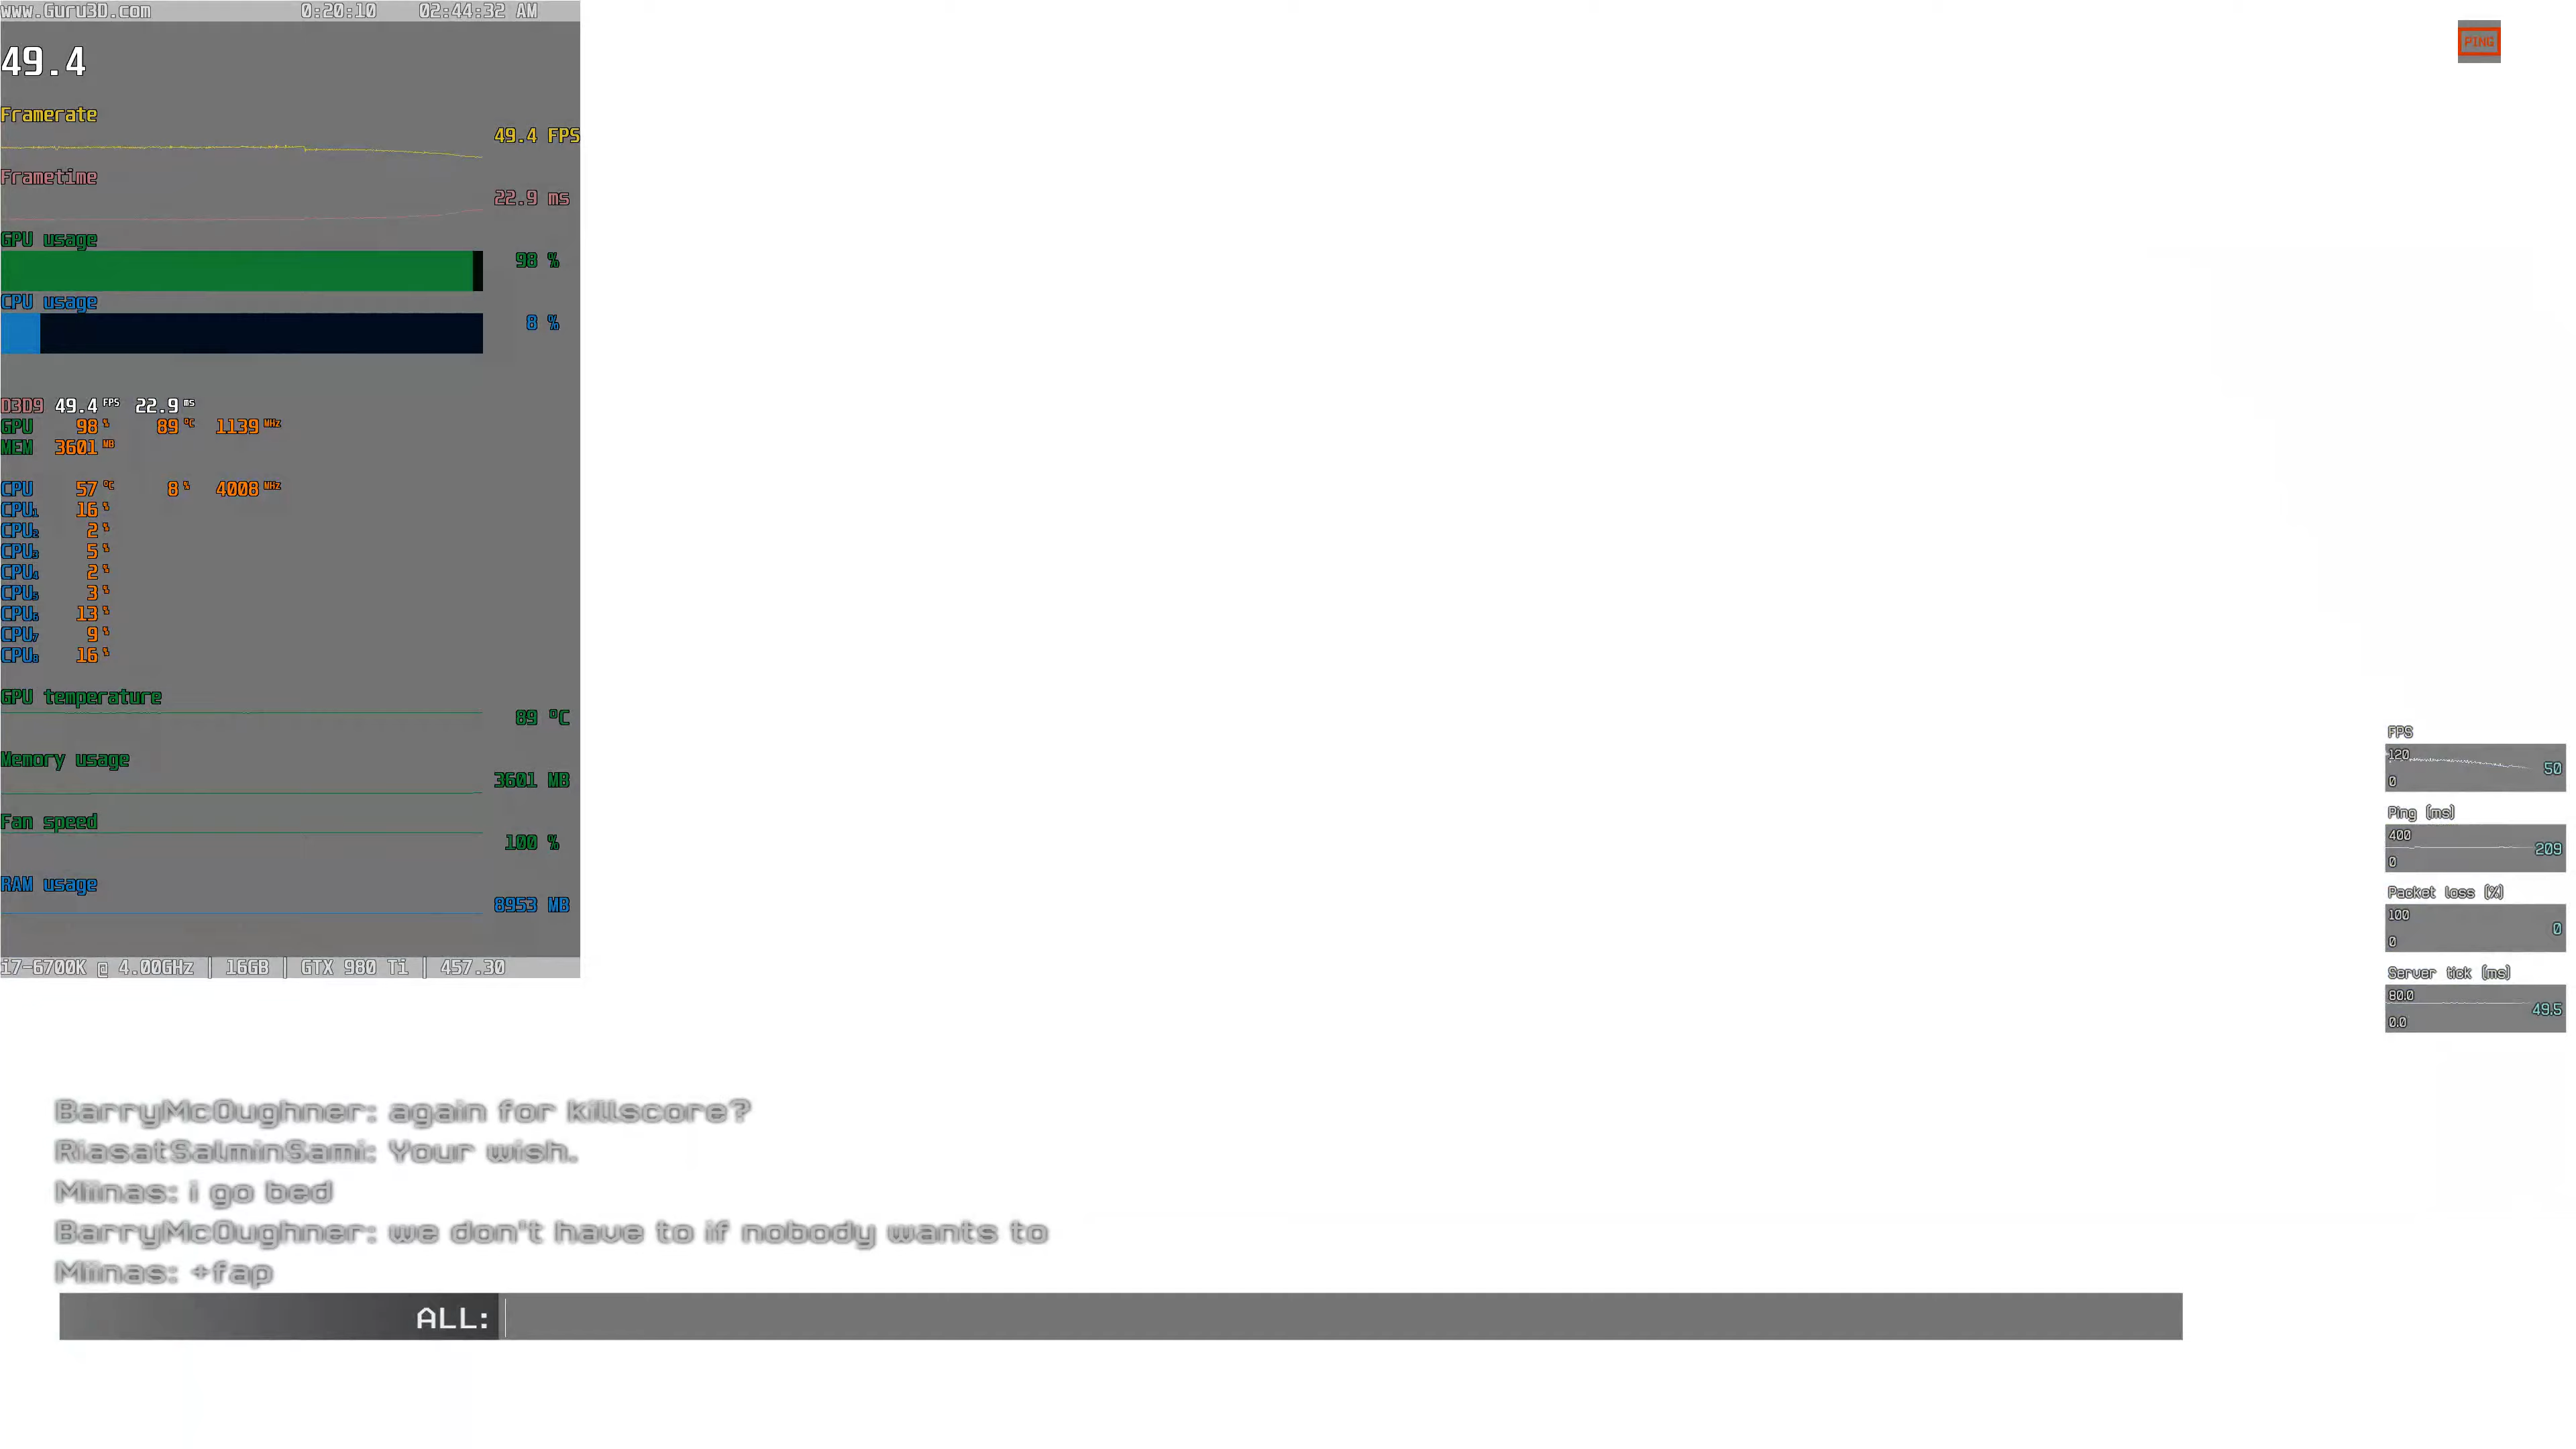 www.Guru3D.com 0:20:10 02:44:32 AM
49.4
Framerate
49.4 FPS
Frametime
22.9 ms
GPU usage
98 %
CPU usage
8 %
D3D9 49.4 FPS 22.9 ms
GPU 98 % 89 °C 1139 MHz
MEM 3601 MB
CPU 57 °C 8 % 4008 MHz
CPU1 16 %
CPU2 2 %
CPU3 5 %
CPU4 2 %
CPU5 3 %
CPU6 13 %
CPU7 9 %
CPU8 16 %
GPU temperature
89 °C
Memory usage
3601 MB
Fan speed
100 %
RAM usage
8953 MB
i7-6700K @ 4.00GHz | 16GB | GTX 980 Ti | 457.30
PING
FPS
120
50
0
Ping (ms)
400
209
0
Packet loss (%)
100
0
0
Server tick (ms)
80.0
49.5
0.0
BarryMcOughner: again for killscore?
RiasatSalminSami: Your wish.
Miinas: i go bed
BarryMcOughner: we don't have to if nobody wants to
Miinas: +fap
ALL: